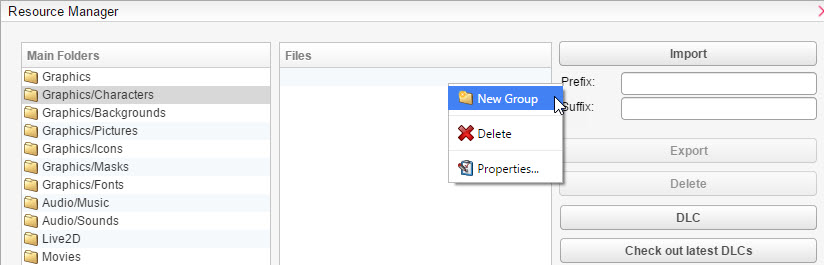 Resource Manager
Main Folders
Graphics
Graphics/Characters
Graphics/Backgrounds
Graphics/Pictures
Graphics/Icons
Graphics/Masks
Graphics/Fonts
Audio/Music
Audio/Sounds
Live2D
Movies
Files
New Group
Delete
Properties...
Import
Prefix:
Suffix:
Export
Delete
DLC
Check out latest DLCs